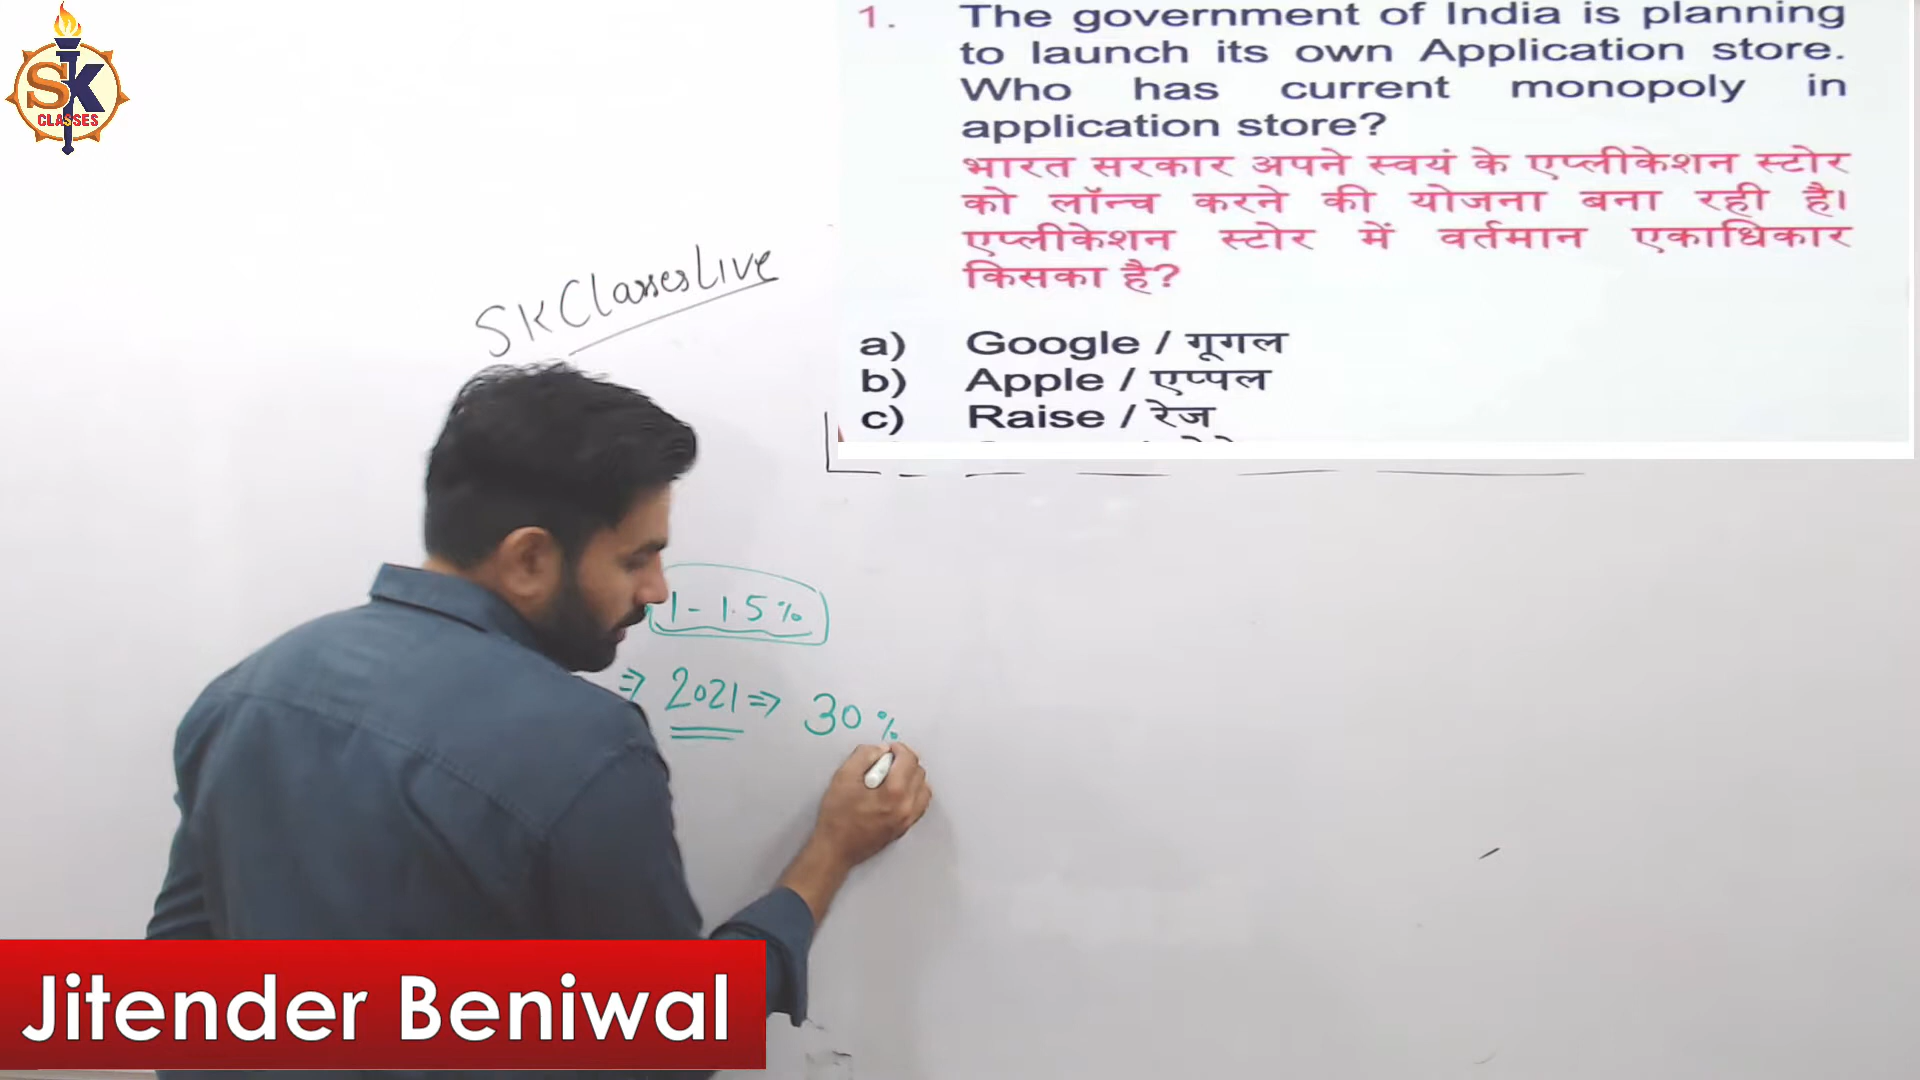 SK
CLASSES
1. The government of India is planning
to launch its own Application store.
Who has current monopoly in
application store?
भारत सरकार अपने स्वयं के एप्लीकेशन स्टोर
को लॉन्च करने की योजना बना रही है।
एप्लीकेशन स्टोर में वर्तमान एकाधिकार
किसका है?
a) Google / गूगल
b) Apple / एप्पल
c) Raise / रेज
SK Classes Live
1 - 1.5%
⇒ 2021 ⇒ 30%
Jitender Beniwal